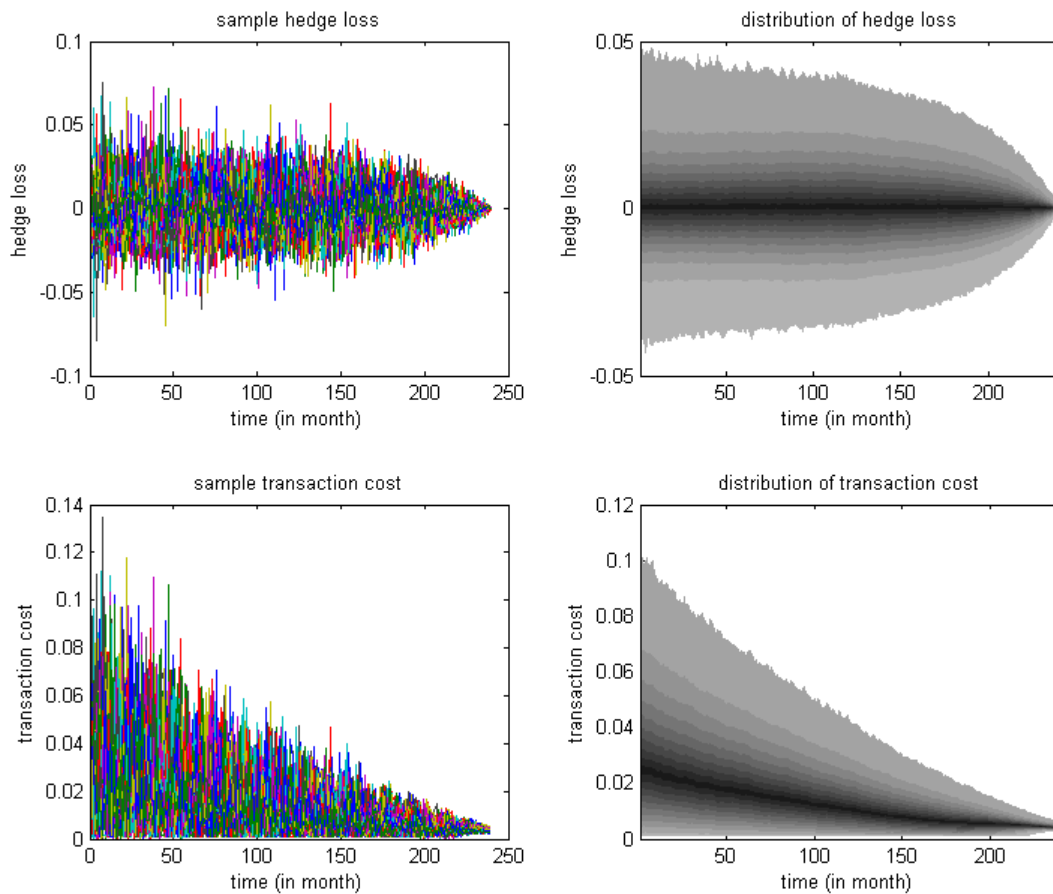 sample hedge loss
0.1
0.05
0
-0.05
-0.1
hedge loss
0 50 100 150 200 250
time (in month)
distribution of hedge loss
0.05
0
-0.05
hedge loss
50 100 150 200
time (in month)
sample transaction cost
0.14
0.12
0.1
0.08
0.06
0.04
0.02
0
transaction cost
0 50 100 150 200 250
time (in month)
distribution of transaction cost
0.12
0.1
0.08
0.06
0.04
0.02
0
transaction cost
50 100 150 200
time (in month)